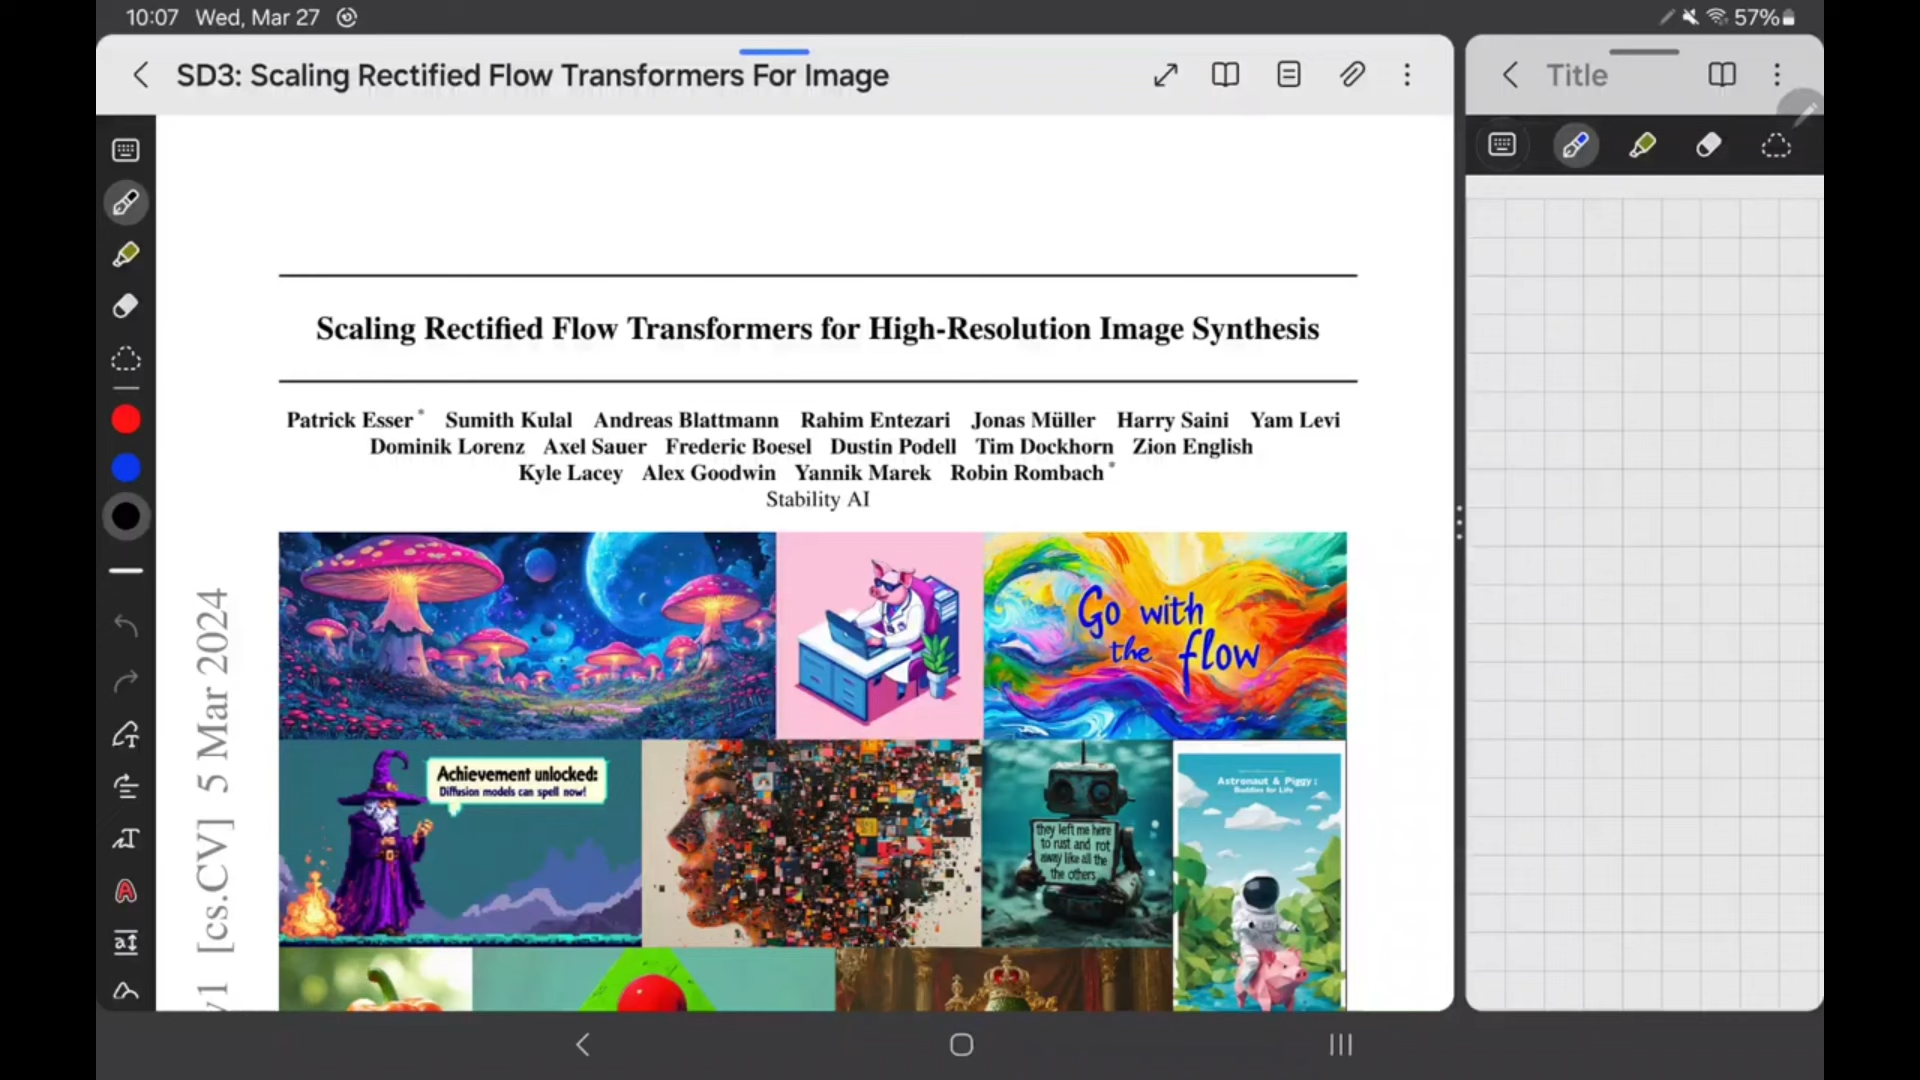 10:07 Wed, Mar 27
57%
SD3: Scaling Rectified Flow Transformers For Image
Title
Scaling Rectified Flow Transformers for High-Resolution Image Synthesis
Patrick Esser* Sumith Kulal Andreas Blattmann Rahim Entezari Jonas Müller Harry Saini Yam Levi
Dominik Lorenz Axel Sauer Frederic Boesel Dustin Podell Tim Dockhorn Zion English
Kyle Lacey Alex Goodwin Yannik Marek Robin Rombach*
Stability AI
v1 [cs.CV] 5 Mar 2024
Go with
the flow
Achievement unlocked:
Diffusion models can spell now!
they left me here
to rust and rot
away like all the
the others
Astronaut & Piggy:
Buddies for Life